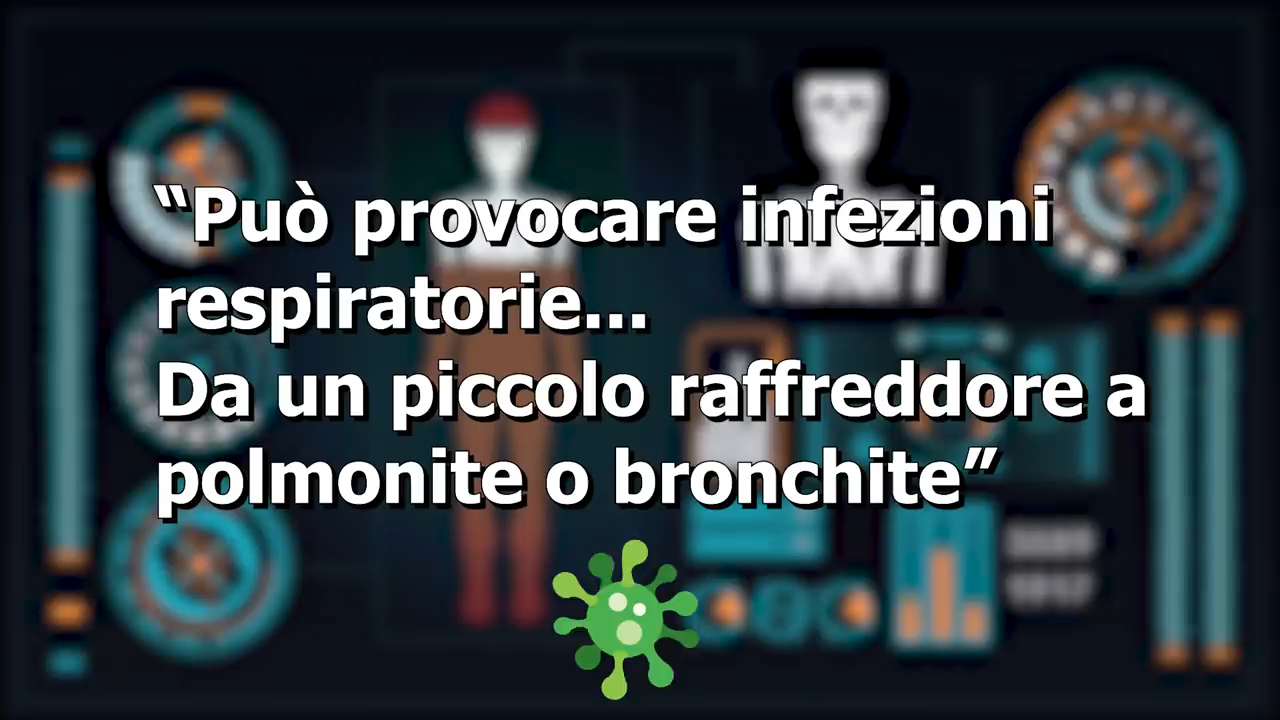 “Può provocare infezioni
respiratorie...
Da un piccolo raffreddore a
polmonite o bronchite”